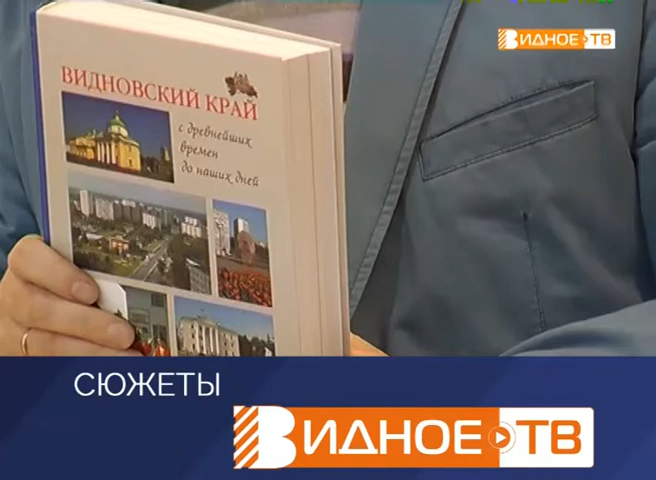 ВИДНОЕ ТВ
ВИДНОВСКИЙ КРАЙ
с древнейших
времен
до наших дней
СЮЖЕТЫ
ВИДНОЕ ТВ